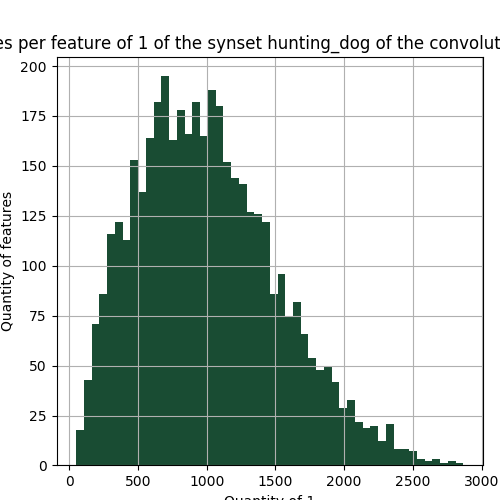 es per feature of 1 of the synset hunting_dog of the convolut
200
175
150
125
100
75
50
25
0
Quantity of features
0 500 1000 1500 2000 2500 3000
Quantity of 1